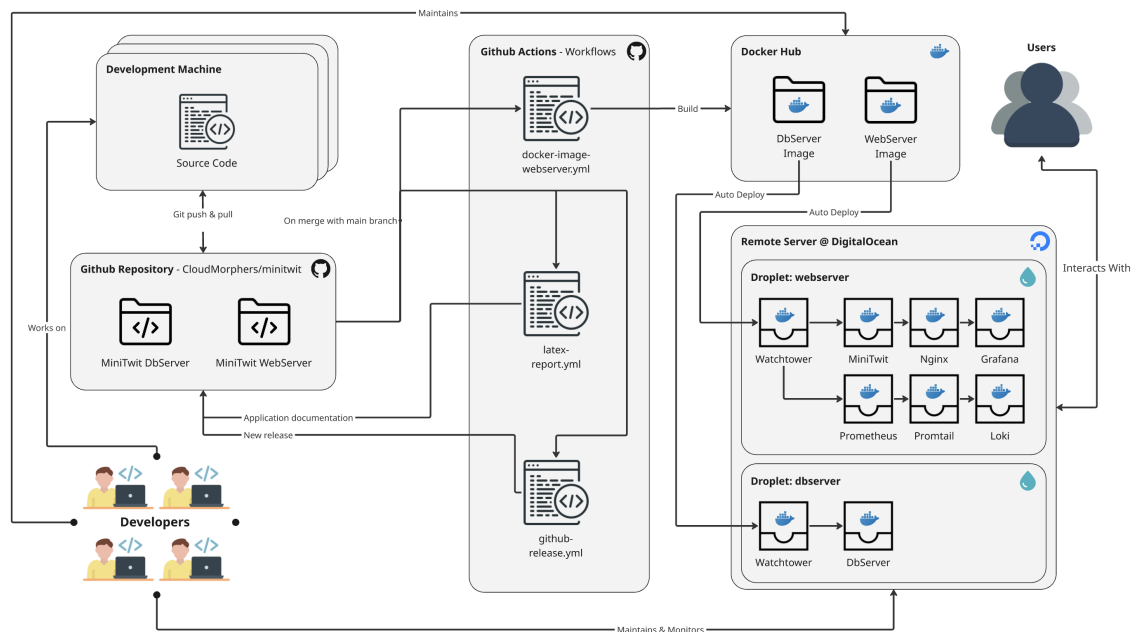 Maintains
Development Machine
Source Code
Git push & pull
On merge with main branch
Github Repository - CloudMorphers/minitwit
MiniTwit DbServer
MiniTwit WebServer
Works on
Application documentation
New release
Developers
Github Actions - Workflows
docker-image-
webserver.yml
latex-
report.yml
github-
release.yml
Build
Docker Hub
DbServer
Image
WebServer
Image
Auto Deploy
Auto Deploy
Users
Interacts With
Remote Server @ DigitalOcean
Droplet: webserver
Watchtower
MiniTwit
Nginx
Grafana
Prometheus
Promtail
Loki
Droplet: dbserver
Watchtower
DbServer
Maintains & Monitors